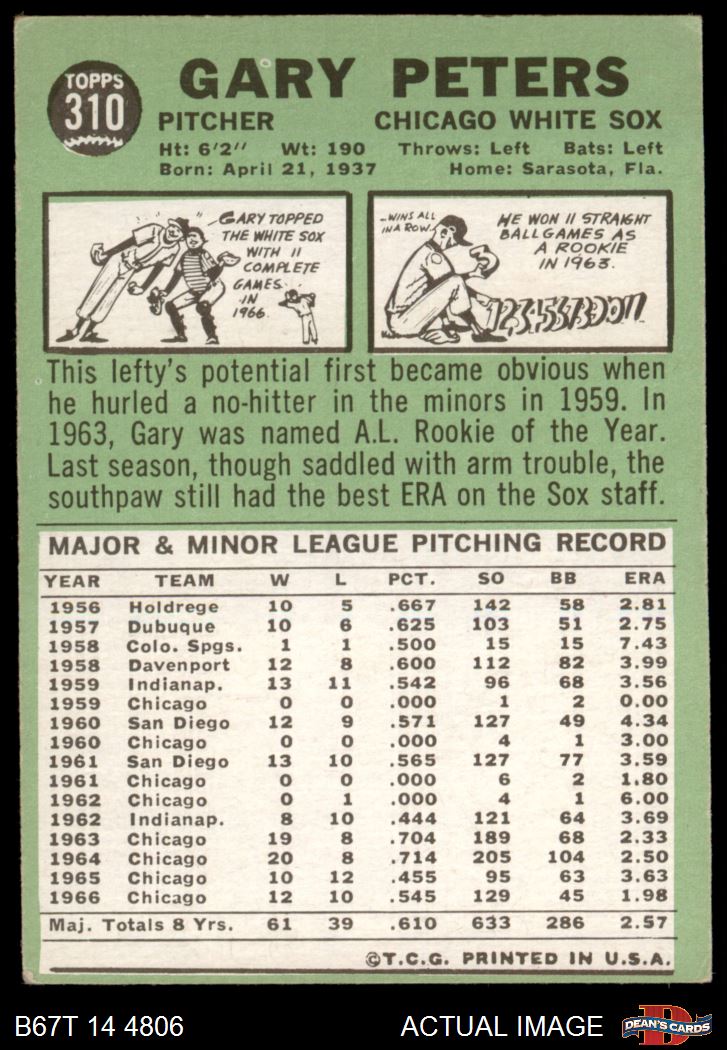 TOPPS
310
GARY PETERS
PITCHER CHICAGO WHITE SOX
Ht: 6'2" Wt: 190 Throws: Left Bats: Left
Born: April 21, 1937 Home: Sarasota, Fla.
GARY TOPPED
THE WHITE SOX
WITH 11
COMPLETE
GAMES
IN
1966.
-WINS ALL
IN A ROW
HE WON 11 STRAIGHT
BALLGAMES AS
A ROOKIE
IN 1963.
This lefty's potential first became obvious when
he hurled a no-hitter in the minors in 1959. In
1963, Gary was named A.L. Rookie of the Year.
Last season, though saddled with arm trouble, the
southpaw still had the best ERA on the Sox staff.
MAJOR & MINOR LEAGUE PITCHING RECORD
YEAR TEAM W L PCT. SO BB ERA
1956 Holdrege 10 5 .667 142 58 2.81
1957 Dubuque 10 6 .625 103 51 2.75
1958 Colo. Spgs. 1 1 .500 15 15 7.43
1958 Davenport 12 8 .600 112 82 3.99
1959 Indianap. 13 11 .542 96 68 3.56
1959 Chicago 0 0 .000 1 2 0.00
1960 San Diego 12 9 .571 127 49 4.34
1960 Chicago 0 0 .000 4 1 3.00
1961 San Diego 13 10 .565 127 77 3.59
1961 Chicago 0 0 .000 6 2 1.80
1962 Chicago 0 1 .000 4 1 6.00
1962 Indianap. 8 10 .444 121 64 3.69
1963 Chicago 19 8 .704 189 68 2.33
1964 Chicago 20 8 .714 205 104 2.50
1965 Chicago 10 12 .455 95 63 3.63
1966 Chicago 12 10 .545 129 45 1.98
Maj. Totals 8 Yrs. 61 39 .610 633 286 2.57
©T.C.G. PRINTED IN U.S.A.
B67T 14 4806 ACTUAL IMAGE
DEAN'S CARDS